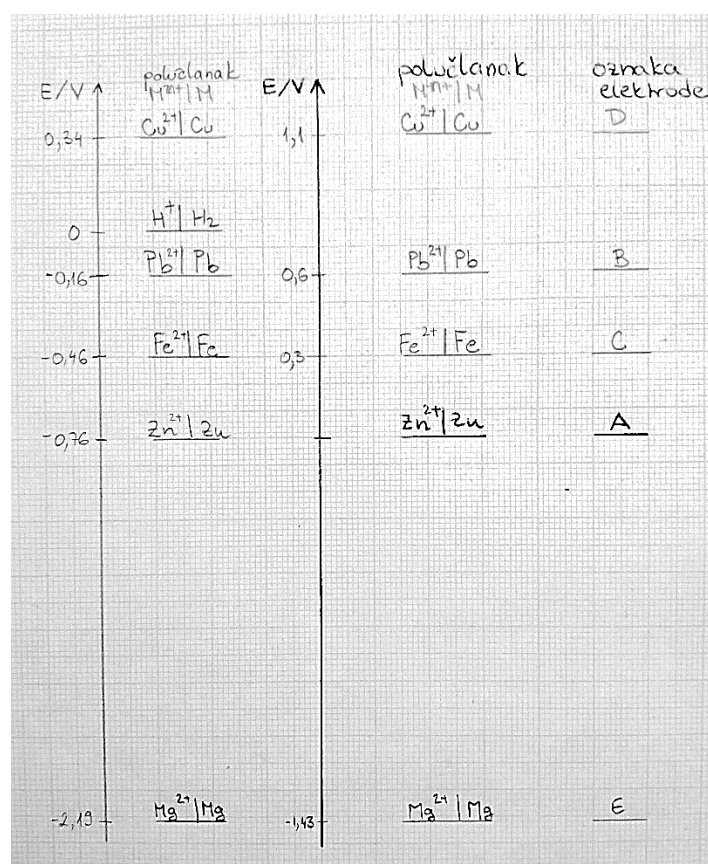 E/V polučlanak Mⁿ⁺|M
0,34 Cu²⁺|Cu
0 H⁺|H₂
-0,16 Pb²⁺|Pb
-0,46 Fe²⁺|Fe
-0,76 Zn²⁺|Zn
-2,19 Mg²⁺|Mg
E/V polučlanak Mⁿ⁺|M oznaka elektrode
1,1 Cu²⁺|Cu D
0,6 Pb²⁺|Pb B
0,3 Fe²⁺|Fe C
Zn²⁺|Zn A
-1,43 Mg²⁺|Mg E